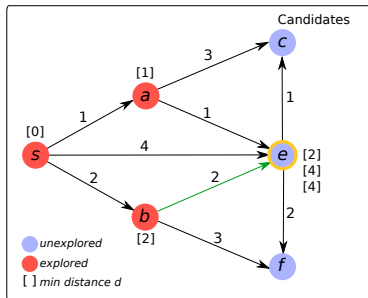 Candidates
3
c
[1]
a
1
1
1
[0]
s
4
e
[2]
[4]
[4]
2
2
2
b
[2]
3
f
unexplored
explored
[ ] min distance d